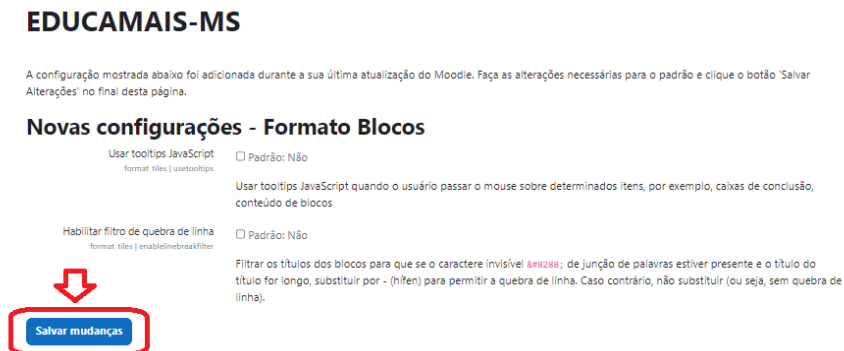 EDUCAMAIS-MS
A configuração mostrada abaixo foi adicionada durante a sua última atualização do Moodle. Faça as alterações necessárias para o padrão e clique o botão 'Salvar
Alterações' no final desta página.
Novas configurações - Formato Blocos
Usar tooltips JavaScript
format_tiles | usetooltips
Padrão: Não
Usar tooltips JavaScript quando o usuário passar o mouse sobre determinados itens, por exemplo, caixas de conclusão,
conteúdo de blocos
Habilitar filtro de quebra de linha
format_tiles | enablelinebreakfilter
Padrão: Não
Filtrar os títulos dos blocos para que se o caractere invisível &#8288; de junção de palavras estiver presente e o título do
título for longo, substituir por - (hífen) para permitir a quebra de linha. Caso contrário, não substituir (ou seja, sem quebra de
linha).
Salvar mudanças